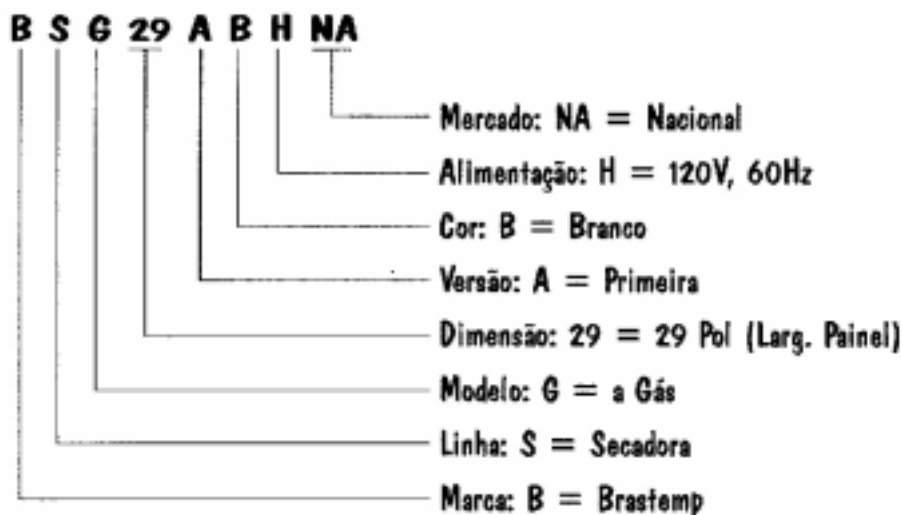 B S G 29 A B H NA
Mercado: NA = Nacional
Alimentação: H = 120V, 60Hz
Cor: B = Branco
Versão: A = Primeira
Dimensão: 29 = 29 Pol (Larg. Painel)
Modelo: G = a Gás
Linha: S = Secadora
Marca: B = Brastemp